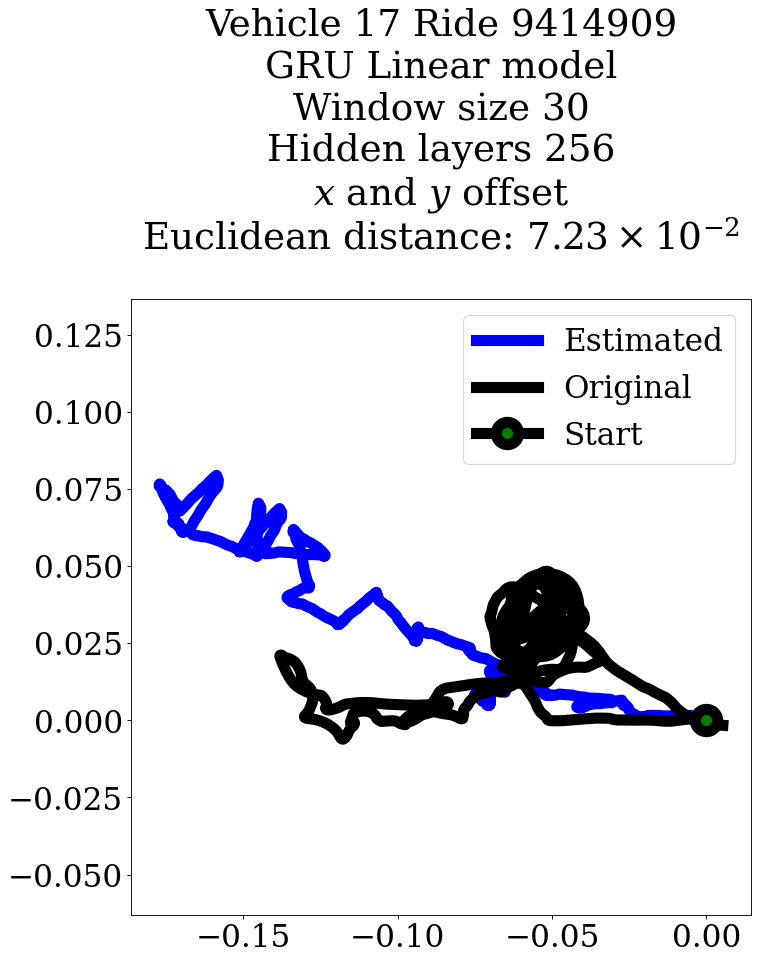 Vehicle 17 Ride 9414909
GRU Linear model
Window size 30
Hidden layers 256
x and y offset
Euclidean distance: 7.23 × 10⁻²
Estimated
Original
Start
0.125
0.100
0.075
0.050
0.025
0.000
−0.025
−0.050
−0.15 −0.10 −0.05 0.00